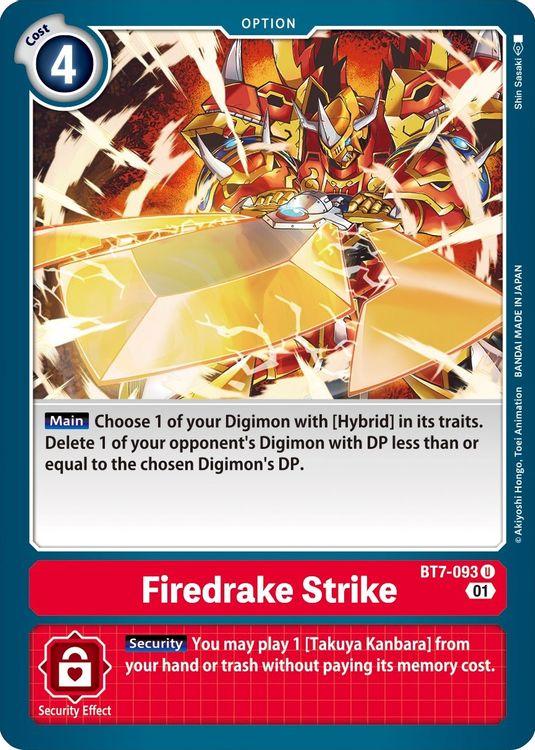 OPTION
Cost
4
Shin Sasaki
© Akiyoshi Hongo, Toei Animation BANDAI MADE IN JAPAN
Main Choose 1 of your Digimon with [Hybrid] in its traits.
Delete 1 of your opponent's Digimon with DP less than or
equal to the chosen Digimon's DP.
BT7-093 U
Firedrake Strike
01
Security You may play 1 [Takuya Kanbara] from
your hand or trash without paying its memory cost.
Security Effect